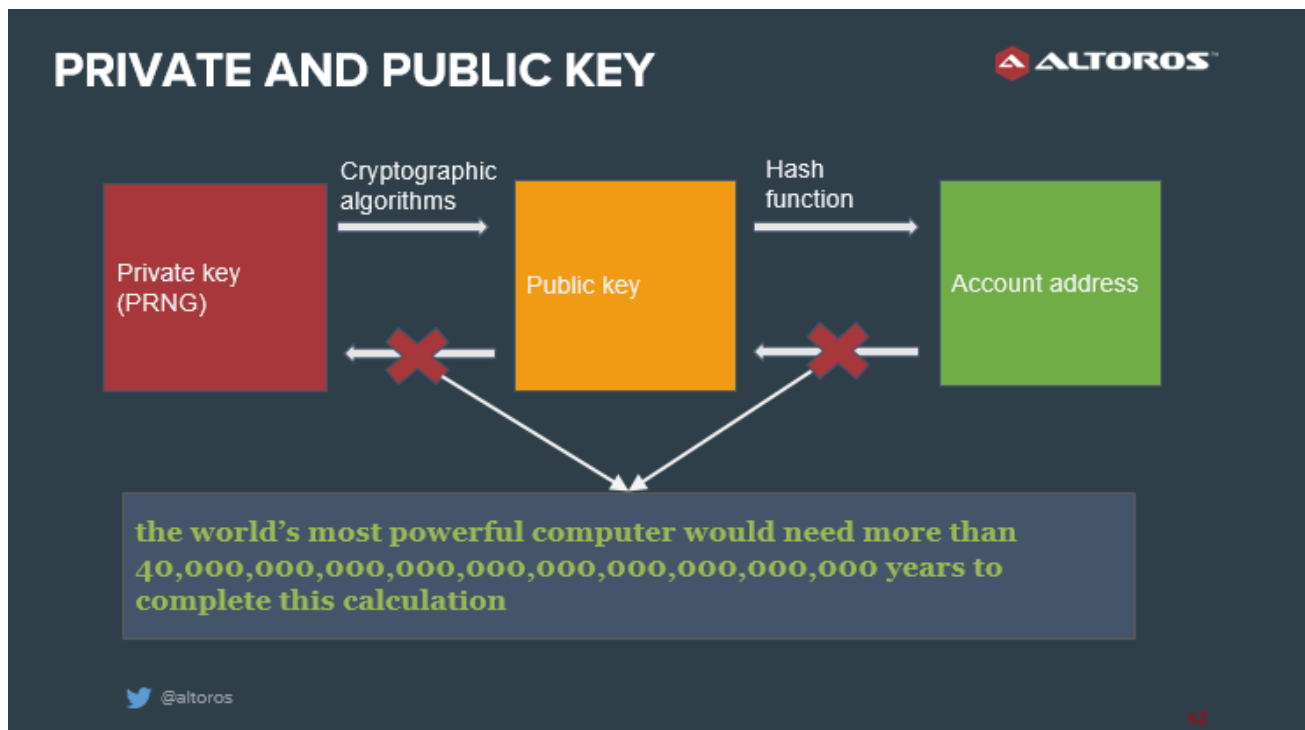 PRIVATE AND PUBLIC KEY
ALTOROS™
Cryptographic
algorithms
Hash
function
Private key
(PRNG)
Public key
Account address
the world’s most powerful computer would need more than
40,000,000,000,000,000,000,000,000,000,000 years to
complete this calculation
@altoros
42